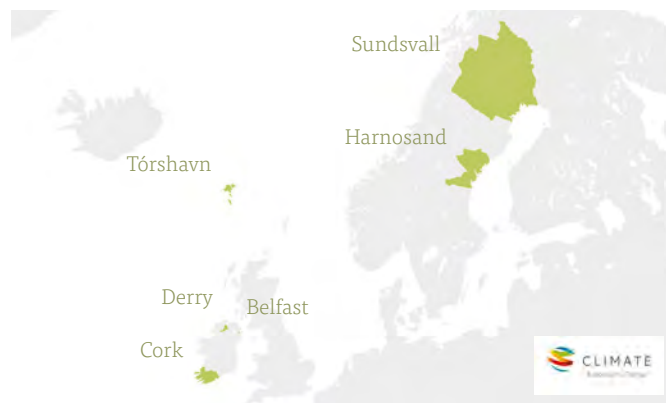 Sundsvall
Harnosand
Tórshavn
Derry
Belfast
Cork
CLIMATE